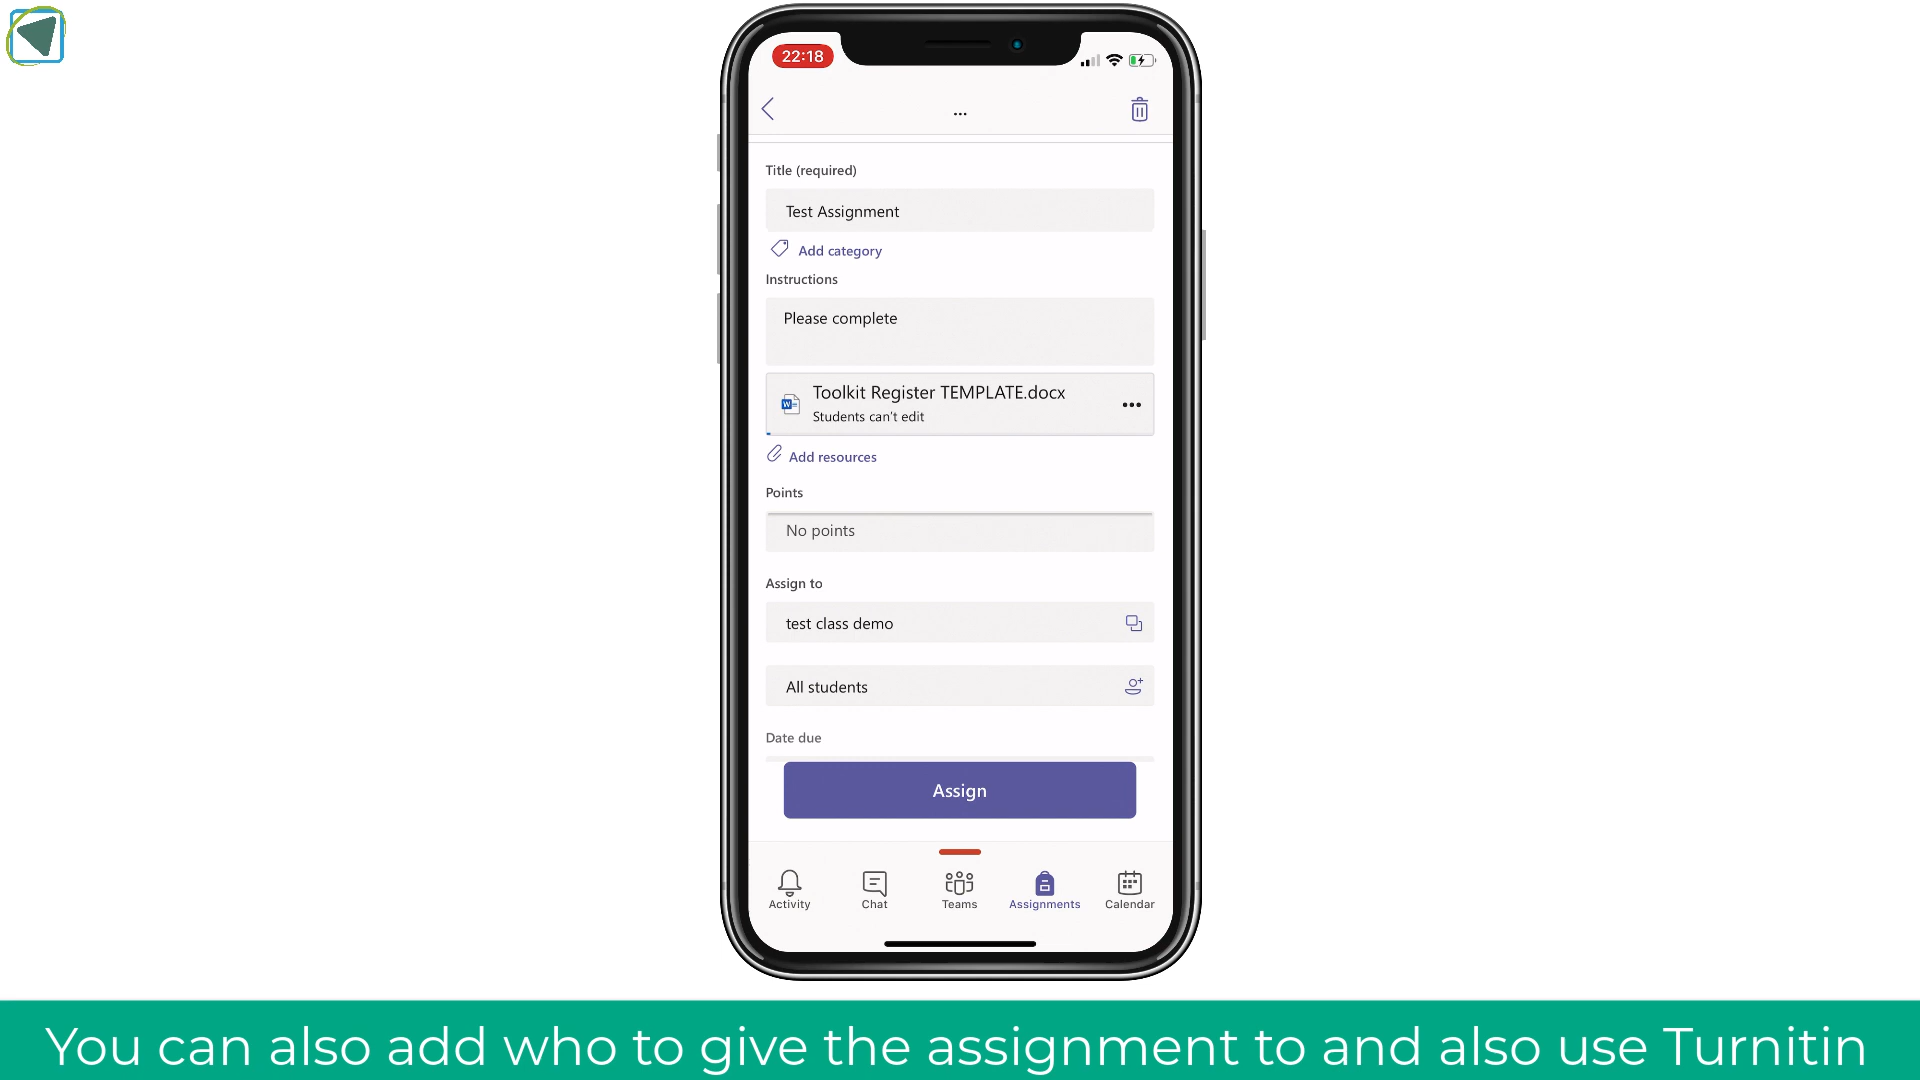 22:18
...
Title (required)
Test Assignment
Add category
Instructions
Please complete
Toolkit Register TEMPLATE.docx
Students can't edit
Add resources
Points
No points
Assign to
test class demo
All students
Date due
Assign
Activity
Chat
Teams
Assignments
Calendar
You can also add who to give the assignment to and also use Turnitin